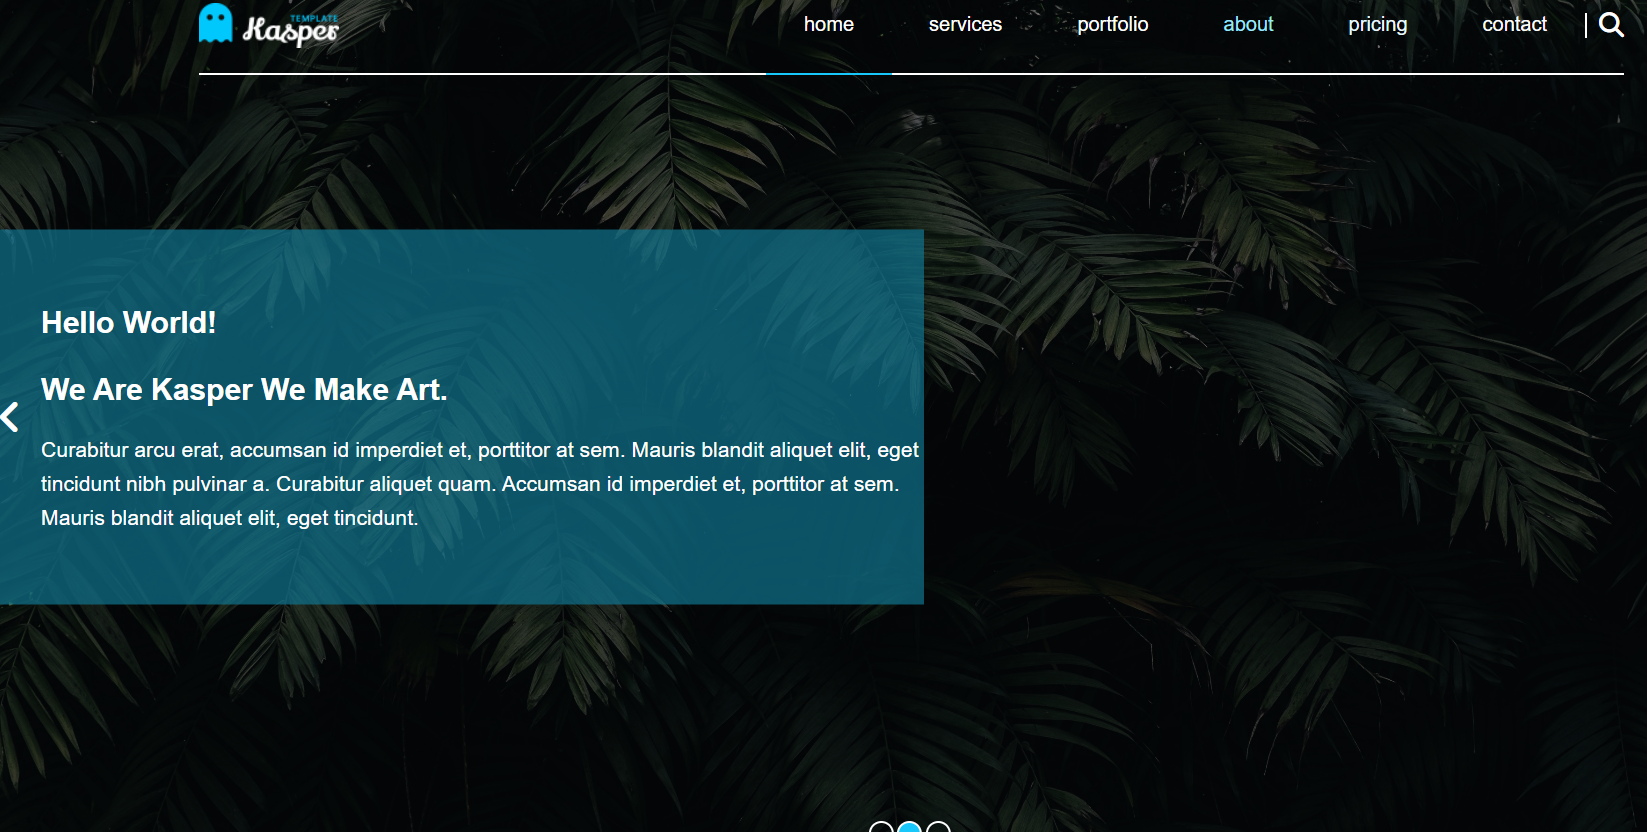 TEMPLATE
Kasper
home services portfolio about pricing contact
Hello World!
We Are Kasper We Make Art.
Curabitur arcu erat, accumsan id imperdiet et, porttitor at sem. Mauris blandit aliquet elit, eget
tincidunt nibh pulvinar a. Curabitur aliquet quam. Accumsan id imperdiet et, porttitor at sem.
Mauris blandit aliquet elit, eget tincidunt.